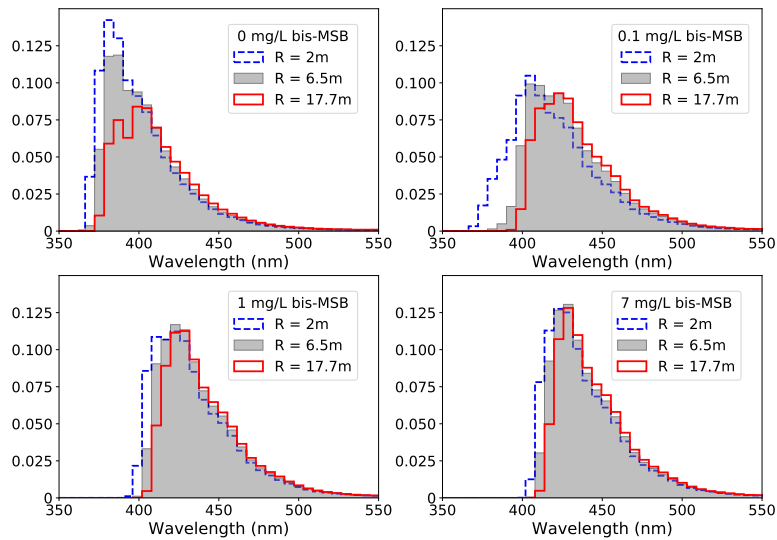 0 mg/L bis-MSB
R = 2m
R = 6.5m
R = 17.7m
0.125
0.100
0.075
0.050
0.025
0
350
400
450
500
550
Wavelength (nm)
0.1 mg/L bis-MSB
R = 2m
R = 6.5m
R = 17.7m
0.125
0.100
0.075
0.050
0.025
0
350
400
450
500
550
Wavelength (nm)
1 mg/L bis-MSB
R = 2m
R = 6.5m
R = 17.7m
0.125
0.100
0.075
0.050
0.025
0
350
400
450
500
550
Wavelength (nm)
7 mg/L bis-MSB
R = 2m
R = 6.5m
R = 17.7m
0.125
0.100
0.075
0.050
0.025
0
350
400
450
500
550
Wavelength (nm)